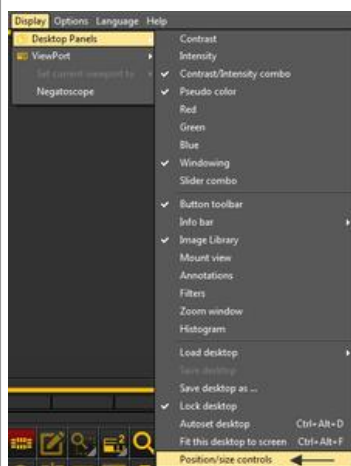 Display Options Language Help
Desktop Panels
ViewPort
Set current viewport to
Negatoscope
Contrast
Intensity
Contrast/Intensity combo
Pseudo color
Red
Green
Blue
Windowing
Slider combo
Button toolbar
Info bar
Image Library
Mount view
Annotations
Filters
Zoom window
Histogram
Load desktop
Save desktop
Save desktop as ...
Lock desktop
Autoset desktop Ctrl+Alt+D
Fit this desktop to screen Ctrl+Alt+F
Position/size controls